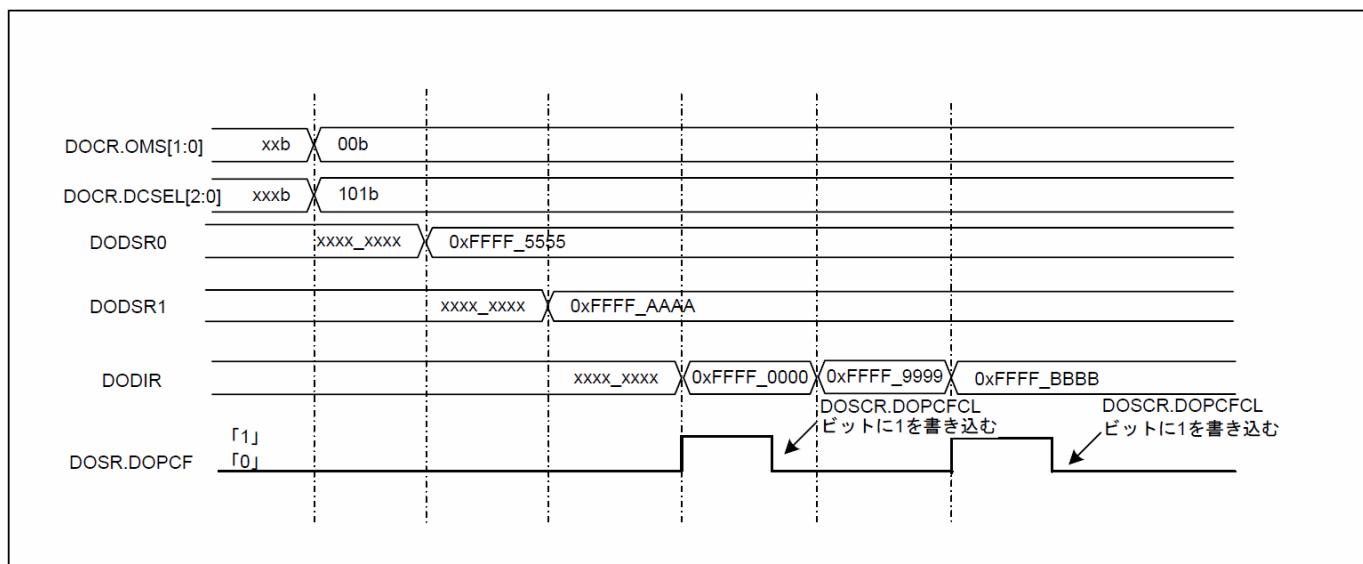 DOCR.OMS[1:0] xxb 00b
DOCR.DCSEL[2:0] xxxb 101b
DODSR0 xxxx_xxxx 0xFFFF_5555
DODSR1 xxxx_xxxx 0xFFFF_AAAA
DODIR xxxx_xxxx 0xFFFF_0000 0xFFFF_9999 0xFFFF_BBBB
DOSCR.DOPCFCL
ビットに1を書き込む
DOSCR.DOPCFCL
ビットに1を書き込む
「1」
DOSR.DOPCF 「0」